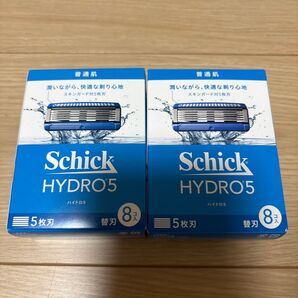 普通肌
潤いながら、快適な剃り心地
スキンガード付5枚刃
Schick
HYDRO5
ハイドロ5
5枚刃 替刃 8コ入
普通肌
潤いながら、快適な剃り心地
スキンガード付5枚刃
Schick
HYDRO5
ハイドロ5
5枚刃 替刃 8コ入